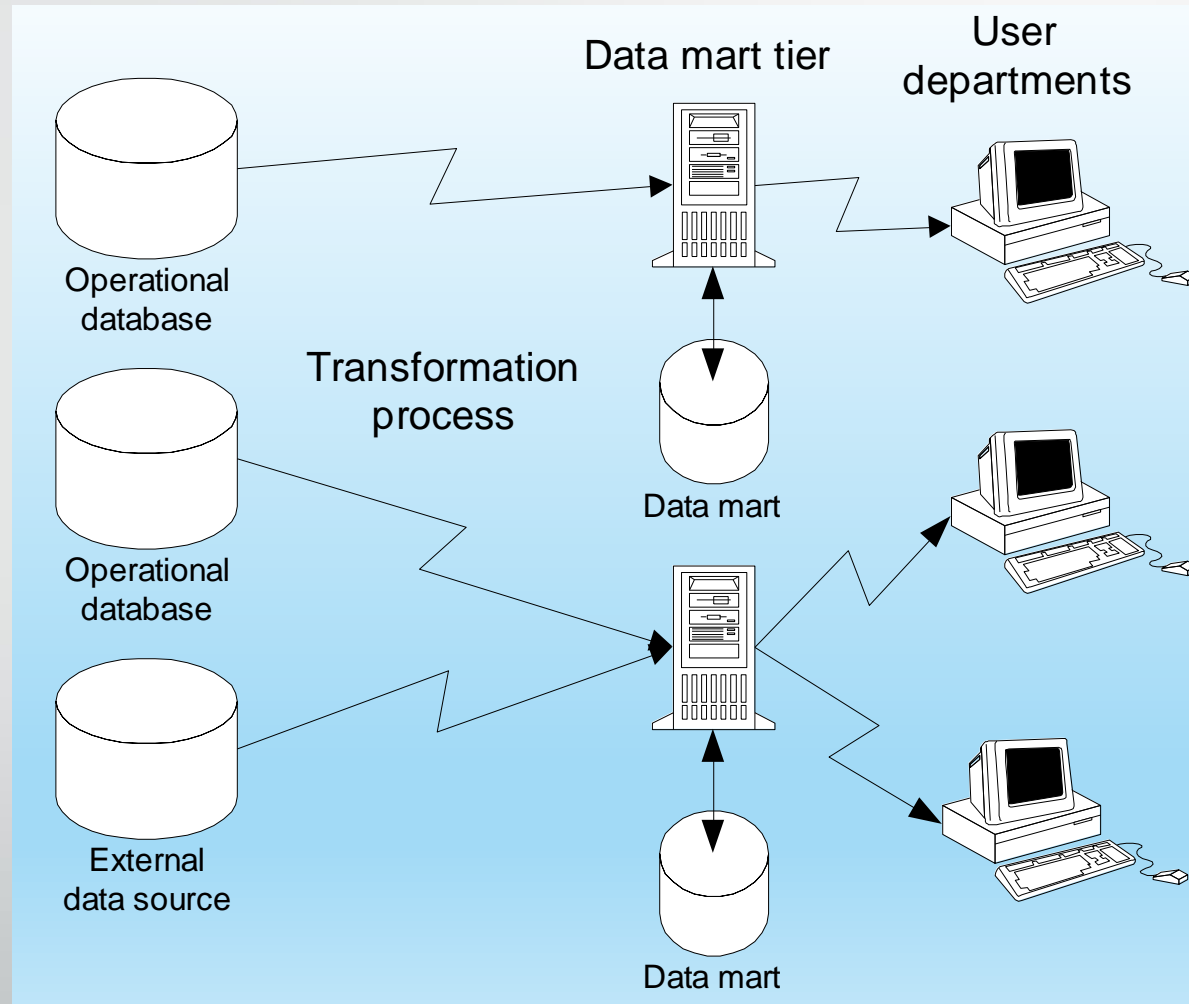 Data mart tier
User
departments
Operational
database
Transformation
process
Data mart
Operational
database
External
data source
Data mart